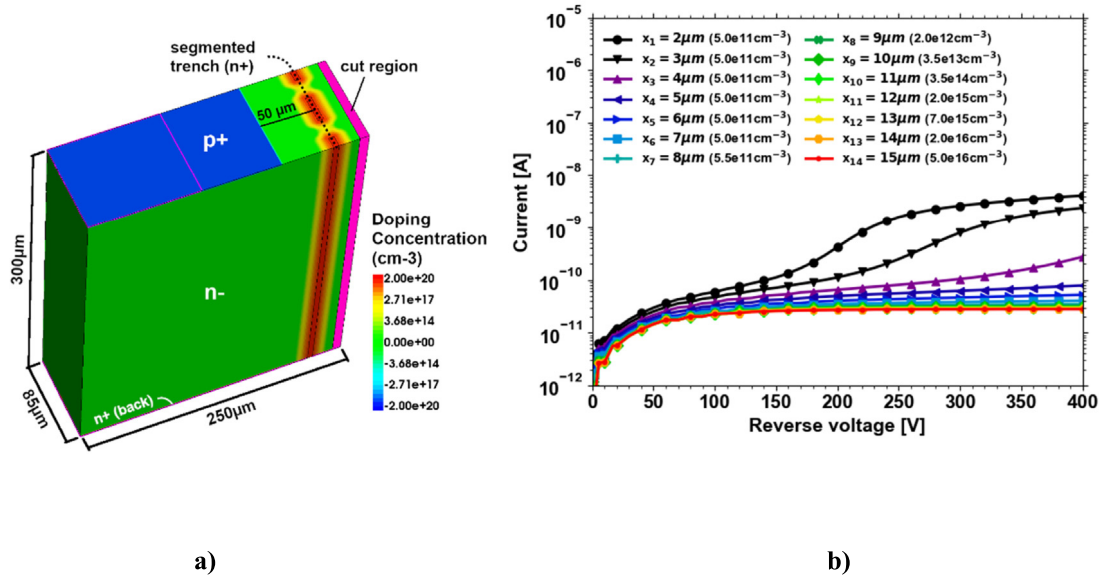 a)
segmented
trench (n+)
cut region
50 μm
p+
300μm
n-
Doping
Concentration
(cm-3)
2.00e+20
2.71e+17
3.68e+14
0.00e+00
-3.68e+14
-2.71e+17
-2.00e+20
n+ (back)
85μm
250μm
b)
10⁻⁵
10⁻⁶
10⁻⁷
10⁻⁸
10⁻⁹
10⁻¹⁰
10⁻¹¹
10⁻¹²
Current [A]
x₁ = 2μm (5.0e11cm⁻³)
x₂ = 3μm (5.0e11cm⁻³)
x₃ = 4μm (5.0e11cm⁻³)
x₄ = 5μm (5.0e11cm⁻³)
x₅ = 6μm (5.0e11cm⁻³)
x₆ = 7μm (5.0e11cm⁻³)
x₇ = 8μm (5.5e11cm⁻³)
x₈ = 9μm (2.0e12cm⁻³)
x₉ = 10μm (3.5e13cm⁻³)
x₁₀ = 11μm (3.5e14cm⁻³)
x₁₁ = 12μm (2.0e15cm⁻³)
x₁₂ = 13μm (7.0e15cm⁻³)
x₁₃ = 14μm (2.0e16cm⁻³)
x₁₄ = 15μm (5.0e16cm⁻³)
0 50 100 150 200 250 300 350 400
Reverse voltage [V]
a)
b)